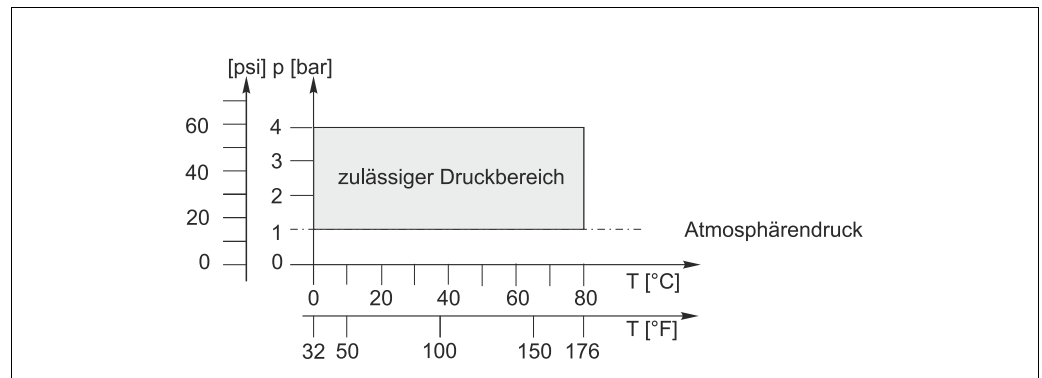 [psi] p [bar]
60
40
20
0
4
3
2
1
0
zulässiger Druckbereich
Atmosphärendruck
0 20 40 60 80
T [°C]
T [°F]
32 50 100 150 176